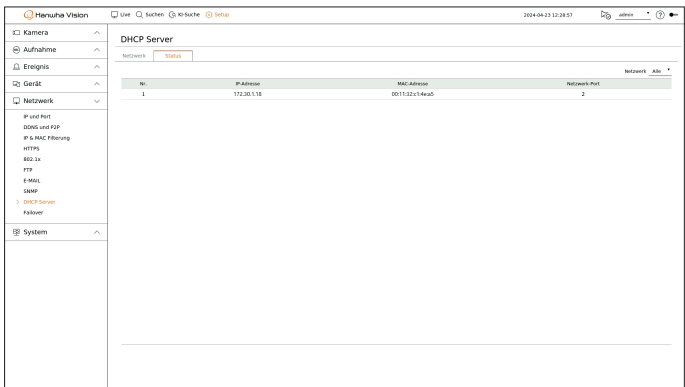 Hanwha Vision
Live Suchen KI-Suche Setup
2024-04-23 12:28:57
admin
Kamera
Aufnahme
Ereignis
Gerät
Netzwerk
IP und Port
DDNS und P2P
IP & MAC Filterung
HTTPS
802.1x
FTP
E-MAIL
SNMP
DHCP Server
Failover
System
DHCP Server
Netzwerk Status
Netzwerk Alle
Nr. IP-Adresse MAC-Adresse Netzwerk-Port
1 172.30.1.18 00:11:32:c1:4e:a5 2